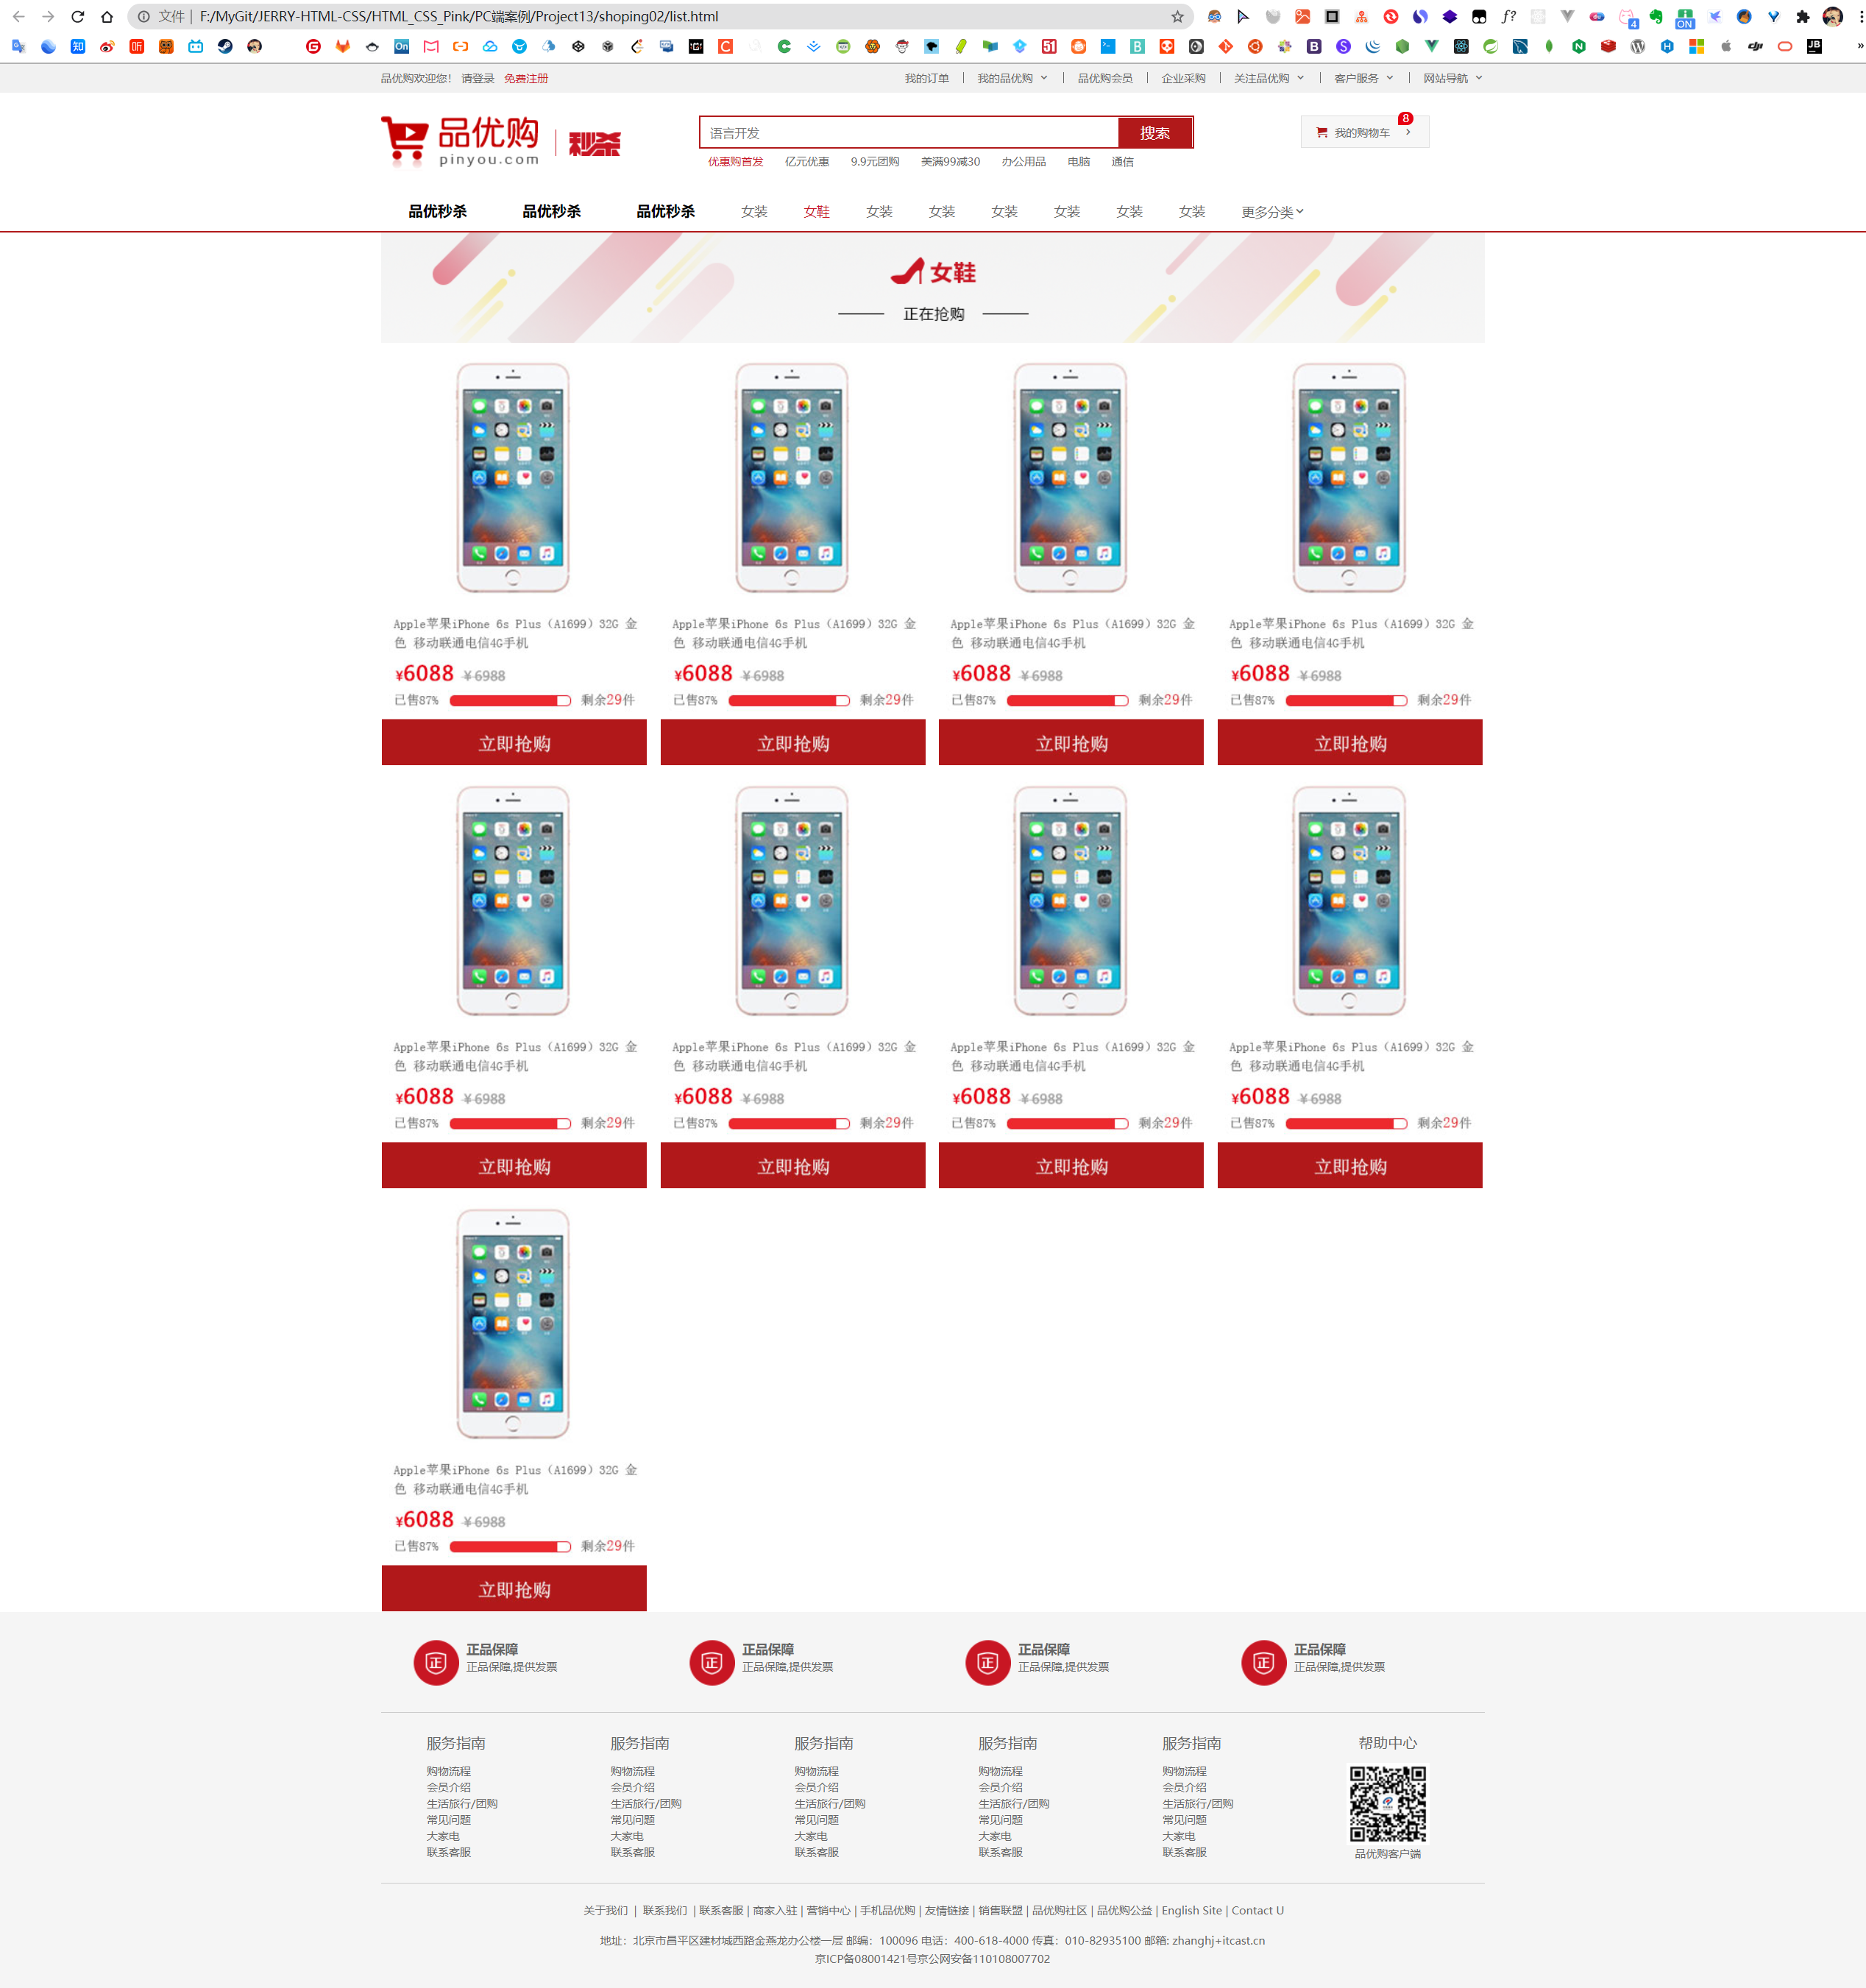 文件 | F:/MyGit/JERRY-HTML-CSS/HTML_CSS_Pink/PC端案例/Project13/shoping02/list.html
品优购欢迎您! 请登录 免费注册 我的订单 我的品优购 品优购会员 企业采购 关注品优购 客户服务 网站导航
品优购 秒杀
pinyou.com
语言开发 搜索
我的购物车 8
优惠购首发 亿元优惠 9.9元团购 美满99减30 办公用品 电脑 通信
品优秒杀 品优秒杀 品优秒杀 女装 女鞋 女装 女装 女装 女装 女装 女装 更多分类
女鞋
正在抢购
Apple苹果iPhone 6s Plus（A1699）32G 金 Apple苹果iPhone 6s Plus（A1699）32G 金 Apple苹果iPhone 6s Plus（A1699）32G 金 Apple苹果iPhone 6s Plus（A1699）32G 金
色 移动联通电信4G手机 色 移动联通电信4G手机 色 移动联通电信4G手机 色 移动联通电信4G手机
¥6088 ¥6988 ¥6088 ¥6988 ¥6088 ¥6988 ¥6088 ¥6988
已售87% 剩余29件 已售87% 剩余29件 已售87% 剩余29件 已售87% 剩余29件
立即抢购 立即抢购 立即抢购 立即抢购
Apple苹果iPhone 6s Plus（A1699）32G 金 Apple苹果iPhone 6s Plus（A1699）32G 金 Apple苹果iPhone 6s Plus（A1699）32G 金 Apple苹果iPhone 6s Plus（A1699）32G 金
色 移动联通电信4G手机 色 移动联通电信4G手机 色 移动联通电信4G手机 色 移动联通电信4G手机
¥6088 ¥6988 ¥6088 ¥6988 ¥6088 ¥6988 ¥6088 ¥6988
已售87% 剩余29件 已售87% 剩余29件 已售87% 剩余29件 已售87% 剩余29件
立即抢购 立即抢购 立即抢购 立即抢购
Apple苹果iPhone 6s Plus（A1699）32G 金
色 移动联通电信4G手机
¥6088 ¥6988
已售87% 剩余29件
立即抢购
正 正品保障 正 正品保障 正 正品保障 正 正品保障
正品保障,提供发票 正品保障,提供发票 正品保障,提供发票 正品保障,提供发票
服务指南 服务指南 服务指南 服务指南 服务指南 帮助中心
购物流程 购物流程 购物流程 购物流程 购物流程
会员介绍 会员介绍 会员介绍 会员介绍 会员介绍
生活旅行/团购 生活旅行/团购 生活旅行/团购 生活旅行/团购 生活旅行/团购
常见问题 常见问题 常见问题 常见问题 常见问题
大家电 大家电 大家电 大家电 大家电
联系客服 联系客服 联系客服 联系客服 联系客服 品优购客户端
关于我们 | 联系我们 | 联系客服 | 商家入驻 | 营销中心 | 手机品优购 | 友情链接 | 销售联盟 | 品优购社区 | 品优购公益 | English Site | Contact U
地址：北京市昌平区建材城西路金燕龙办公楼一层 邮编：100096 电话：400-618-4000 传真：010-82935100 邮箱: zhanghj+itcast.cn
京ICP备08001421号京公网安备110108007702